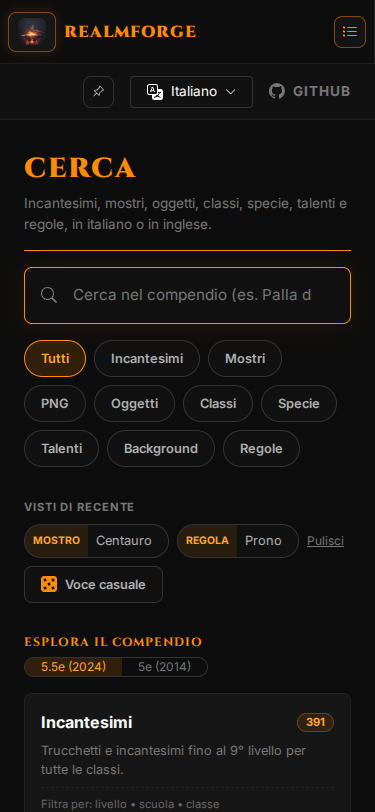 REALMFORGE
Italiano
GITHUB
CERCA
Incantesimi, mostri, oggetti, classi, specie, talenti e
regole, in italiano o in inglese.
Cerca nel compendio (es. Palla d
Tutti
Incantesimi
Mostri
PNG
Oggetti
Classi
Specie
Talenti
Background
Regole
VISTI DI RECENTE
MOSTRO Centauro
REGOLA Prono
Pulisci
Voce casuale
ESPLORA IL COMPENDIO
5.5e (2024)
5e (2014)
Incantesimi
391
Trucchetti e incantesimi fino al 9° livello per
tutte le classi.
Filtra per: livello • scuola • classe